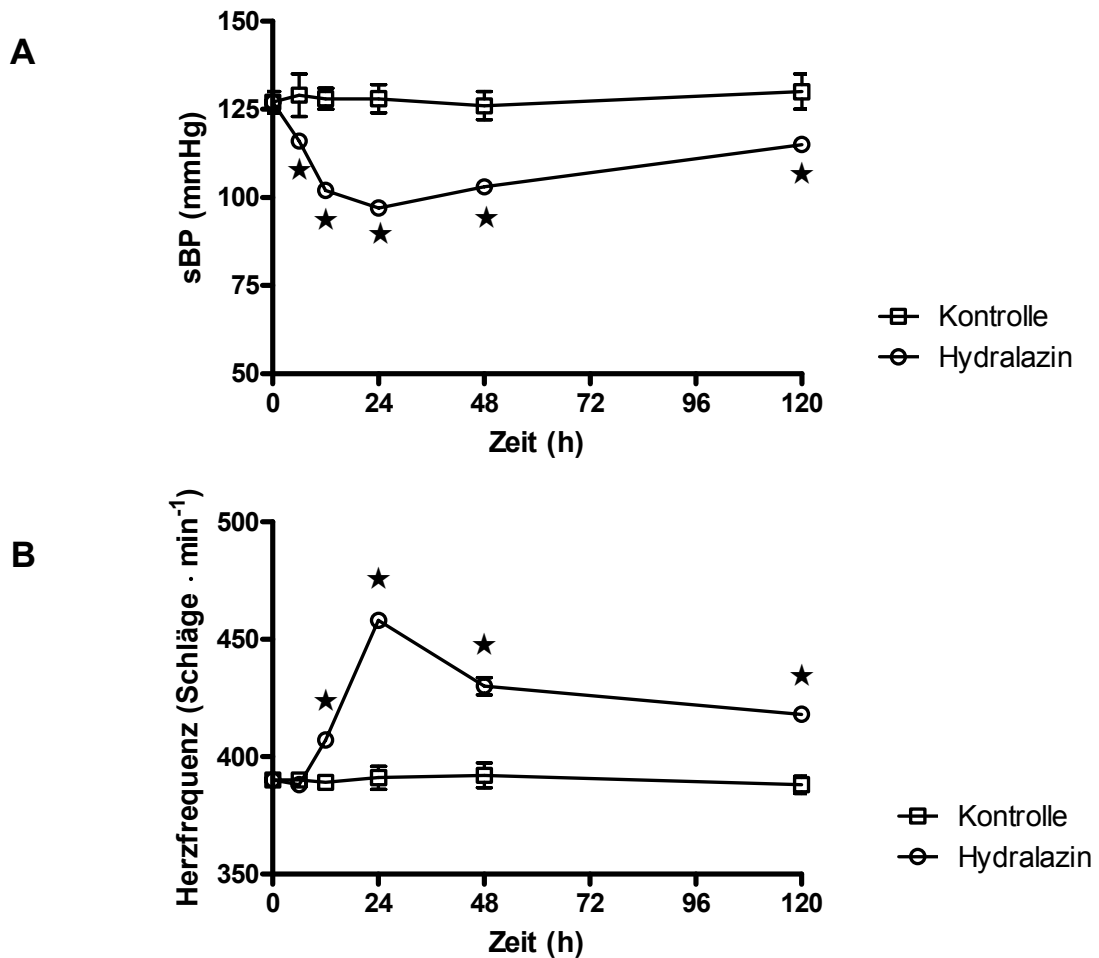 A
sBP (mmHg)
150
125
100
75
50
0 24 48 72 96 120
Zeit (h)
Kontrolle
Hydralazin
B
Herzfrequenz (Schläge · min-1)
500
450
400
350
0 24 48 72 96 120
Zeit (h)
Kontrolle
Hydralazin